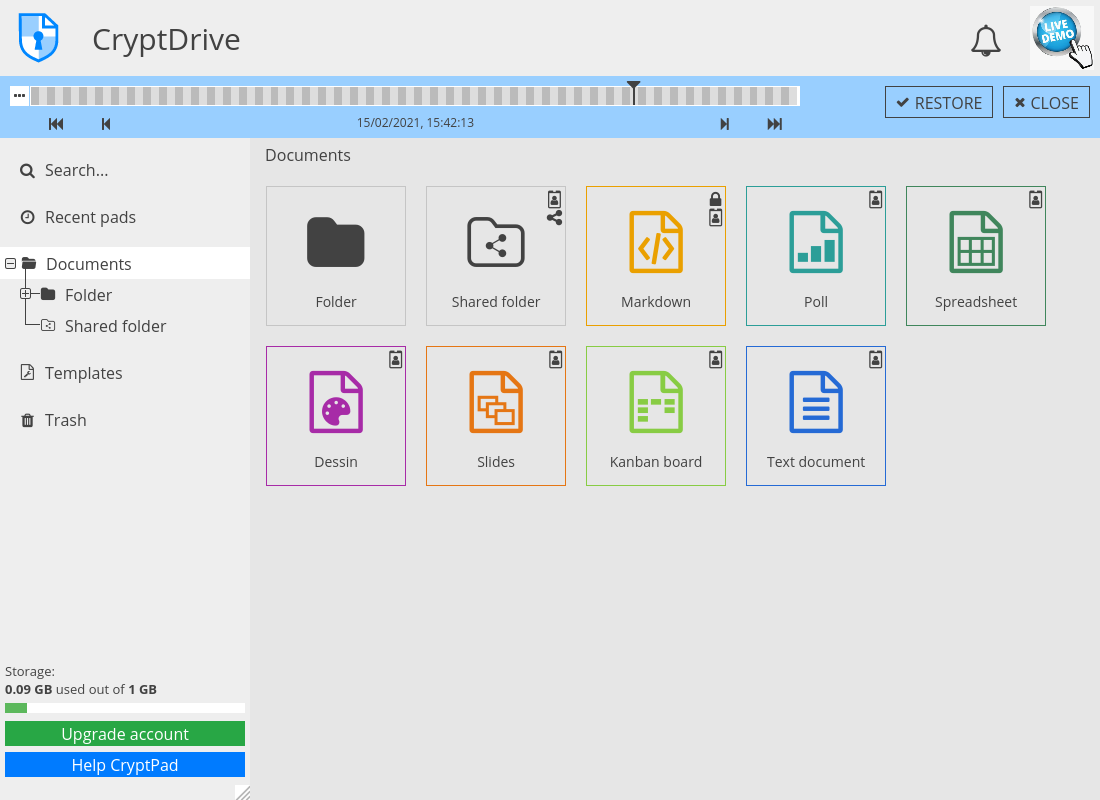 CryptDrive
LIVE
DEMO
RESTORE
CLOSE
15/02/2021, 15:42:13
Search...
Recent pads
Documents
Folder
Shared folder
Templates
Trash
Documents
Folder
Shared folder
Markdown
Poll
Spreadsheet
Dessin
Slides
Kanban board
Text document
Storage:
0.09 GB used out of 1 GB
Upgrade account
Help CryptPad